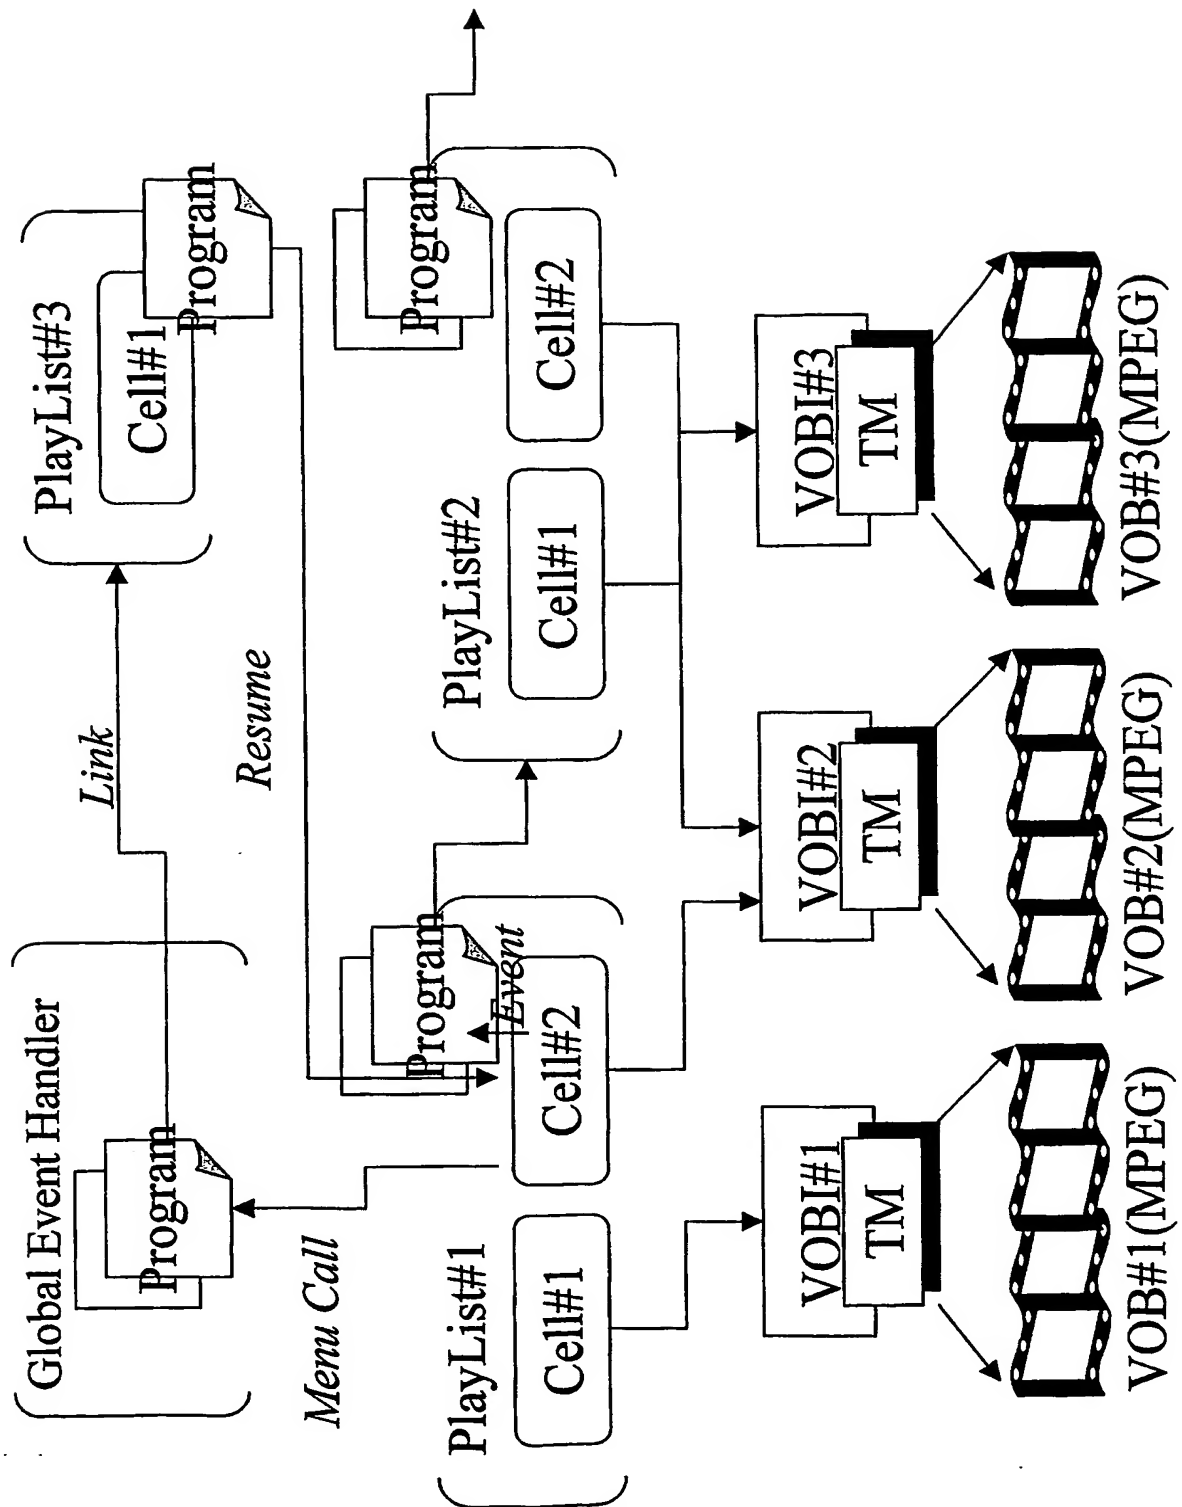 Global Event Handler
Program
Link
PlayList#3
Cell#1
Program
Menu Call
Resume
PlayList#1
Cell#1
Cell#2
Program
Event
PlayList#2
Cell#1
Cell#2
Program
VOBI#1
TM
VOBI#2
TM
VOBI#3
TM
VOB#1(MPEG)
VOB#2(MPEG)
VOB#3(MPEG)